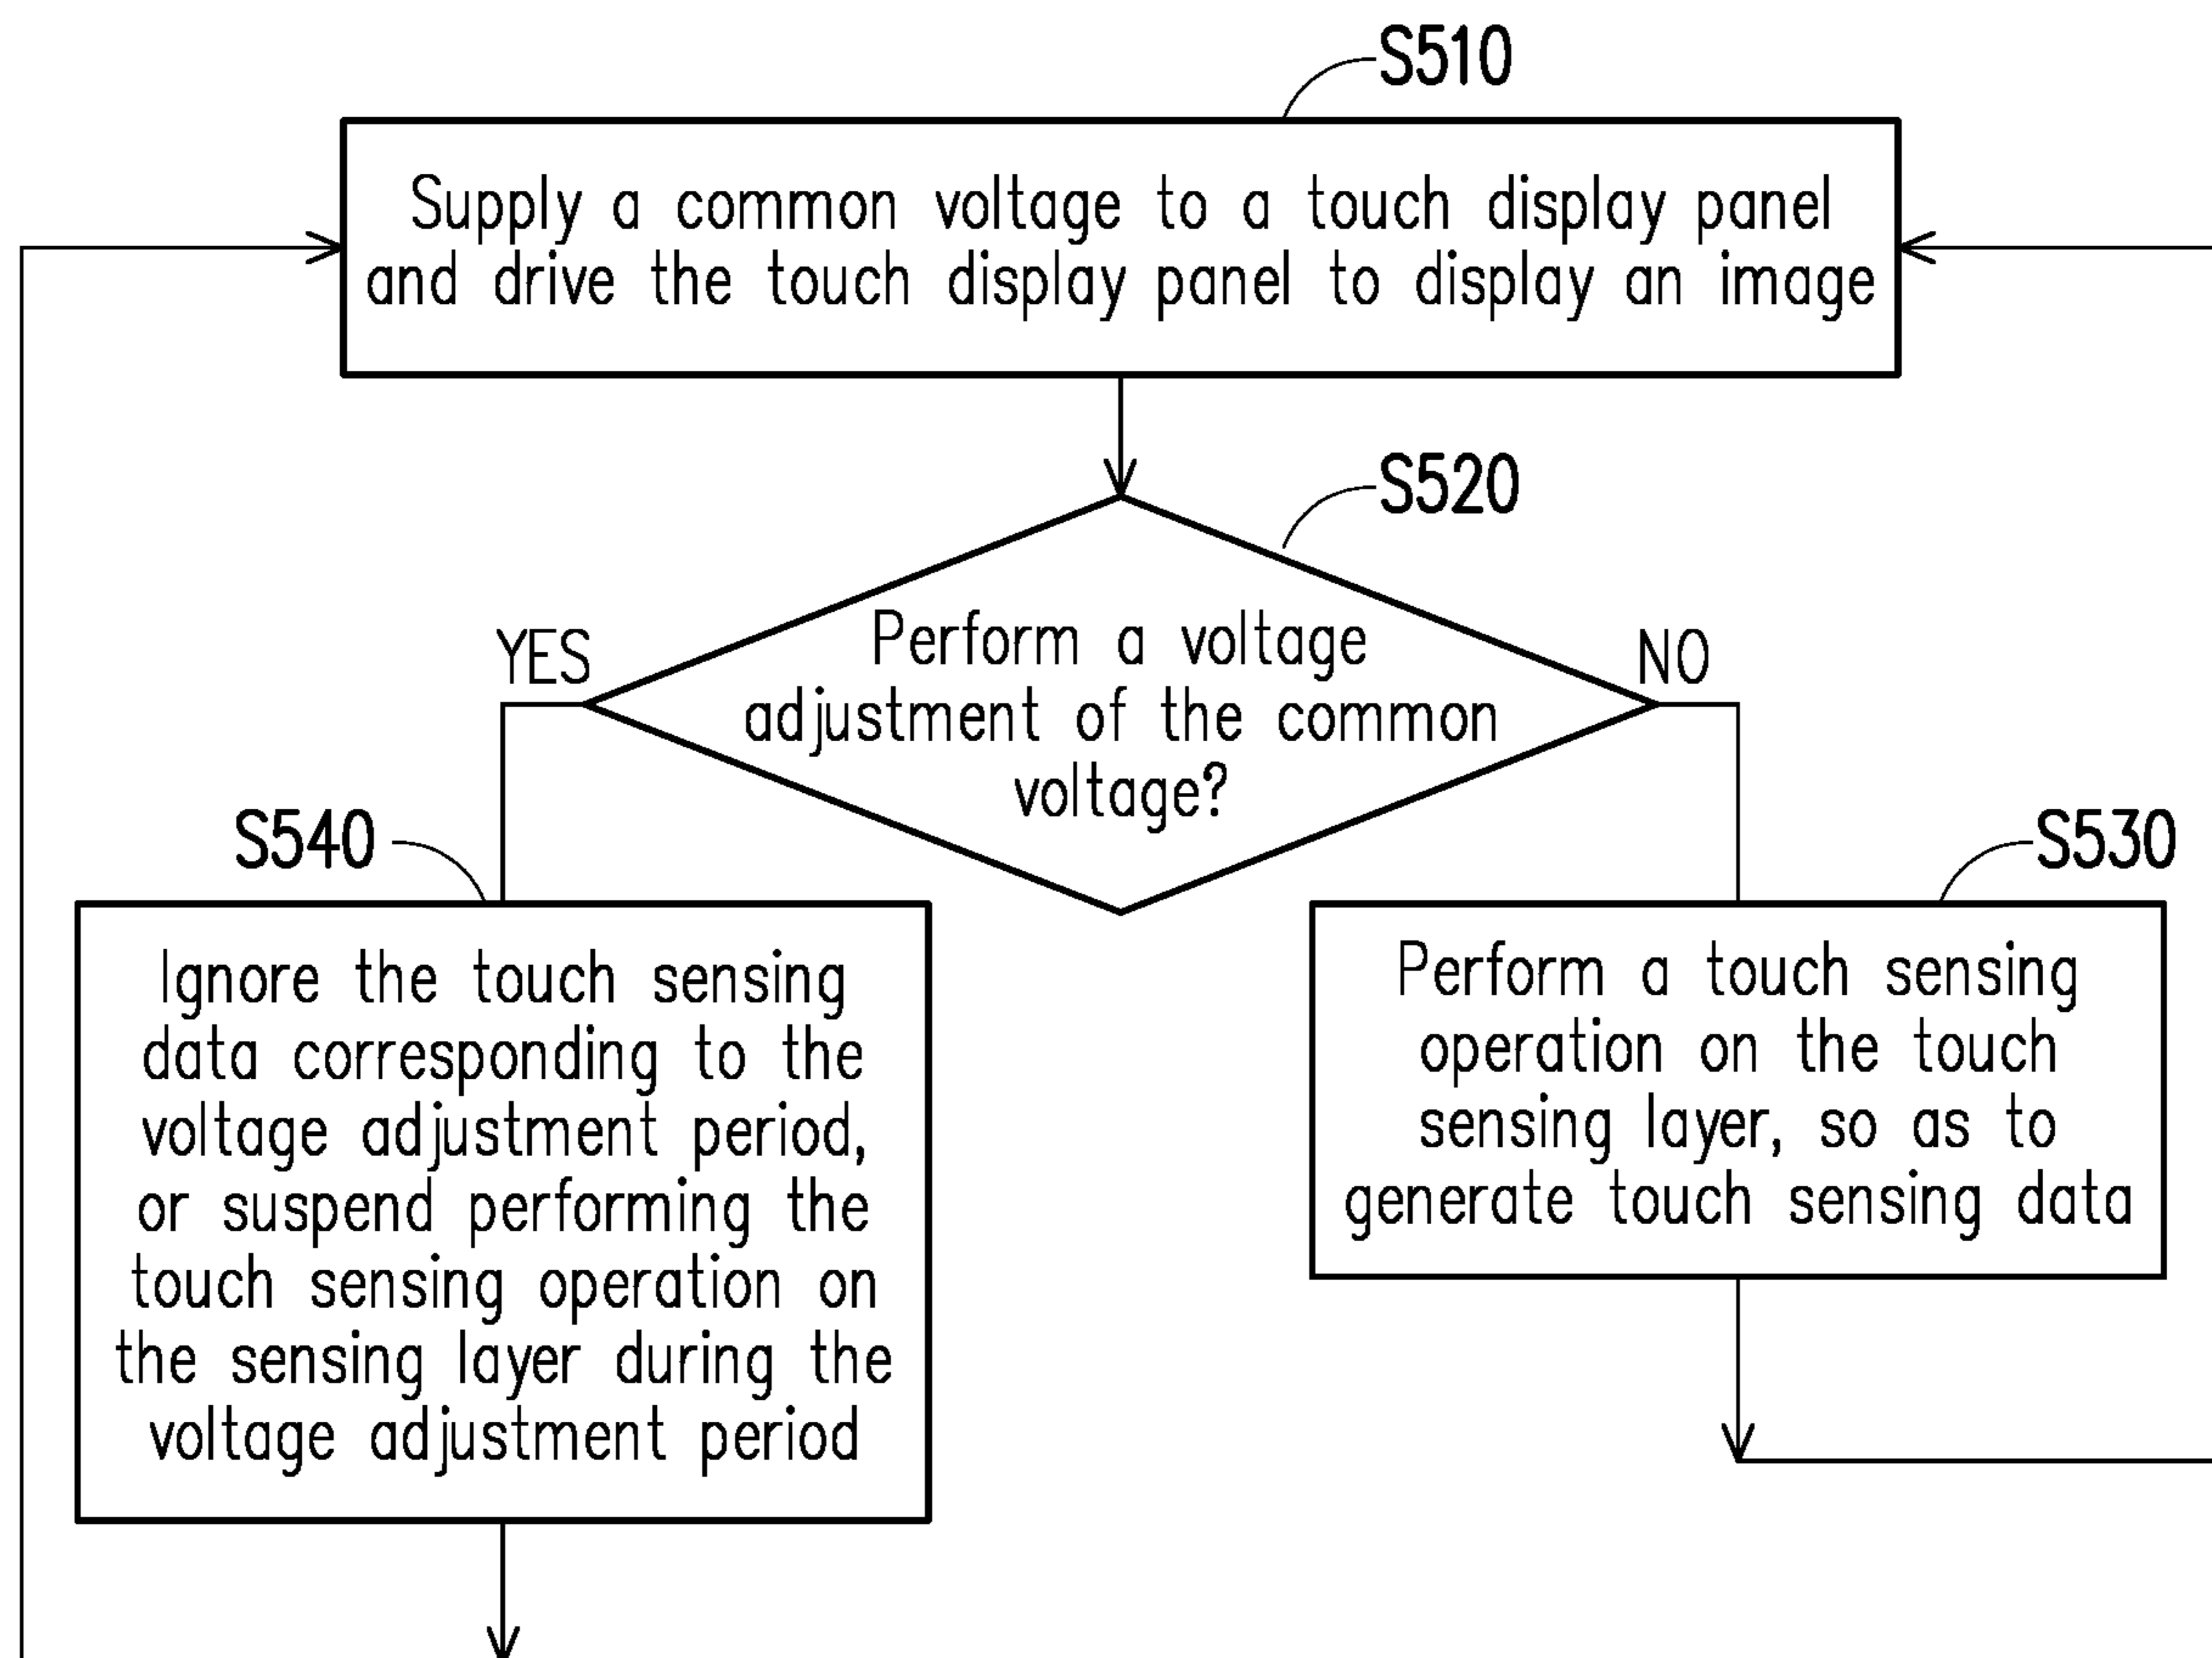 S510
Supply a common voltage to a touch display panel
and drive the touch display panel to display an image
S520
Perform a voltage
adjustment of the common
voltage?
YES
NO
S540
Ignore the touch sensing
data corresponding to the
voltage adjustment period,
or suspend performing the
touch sensing operation on
the sensing layer during the
voltage adjustment period
S530
Perform a touch sensing
operation on the touch
sensing layer, so as to
generate touch sensing data